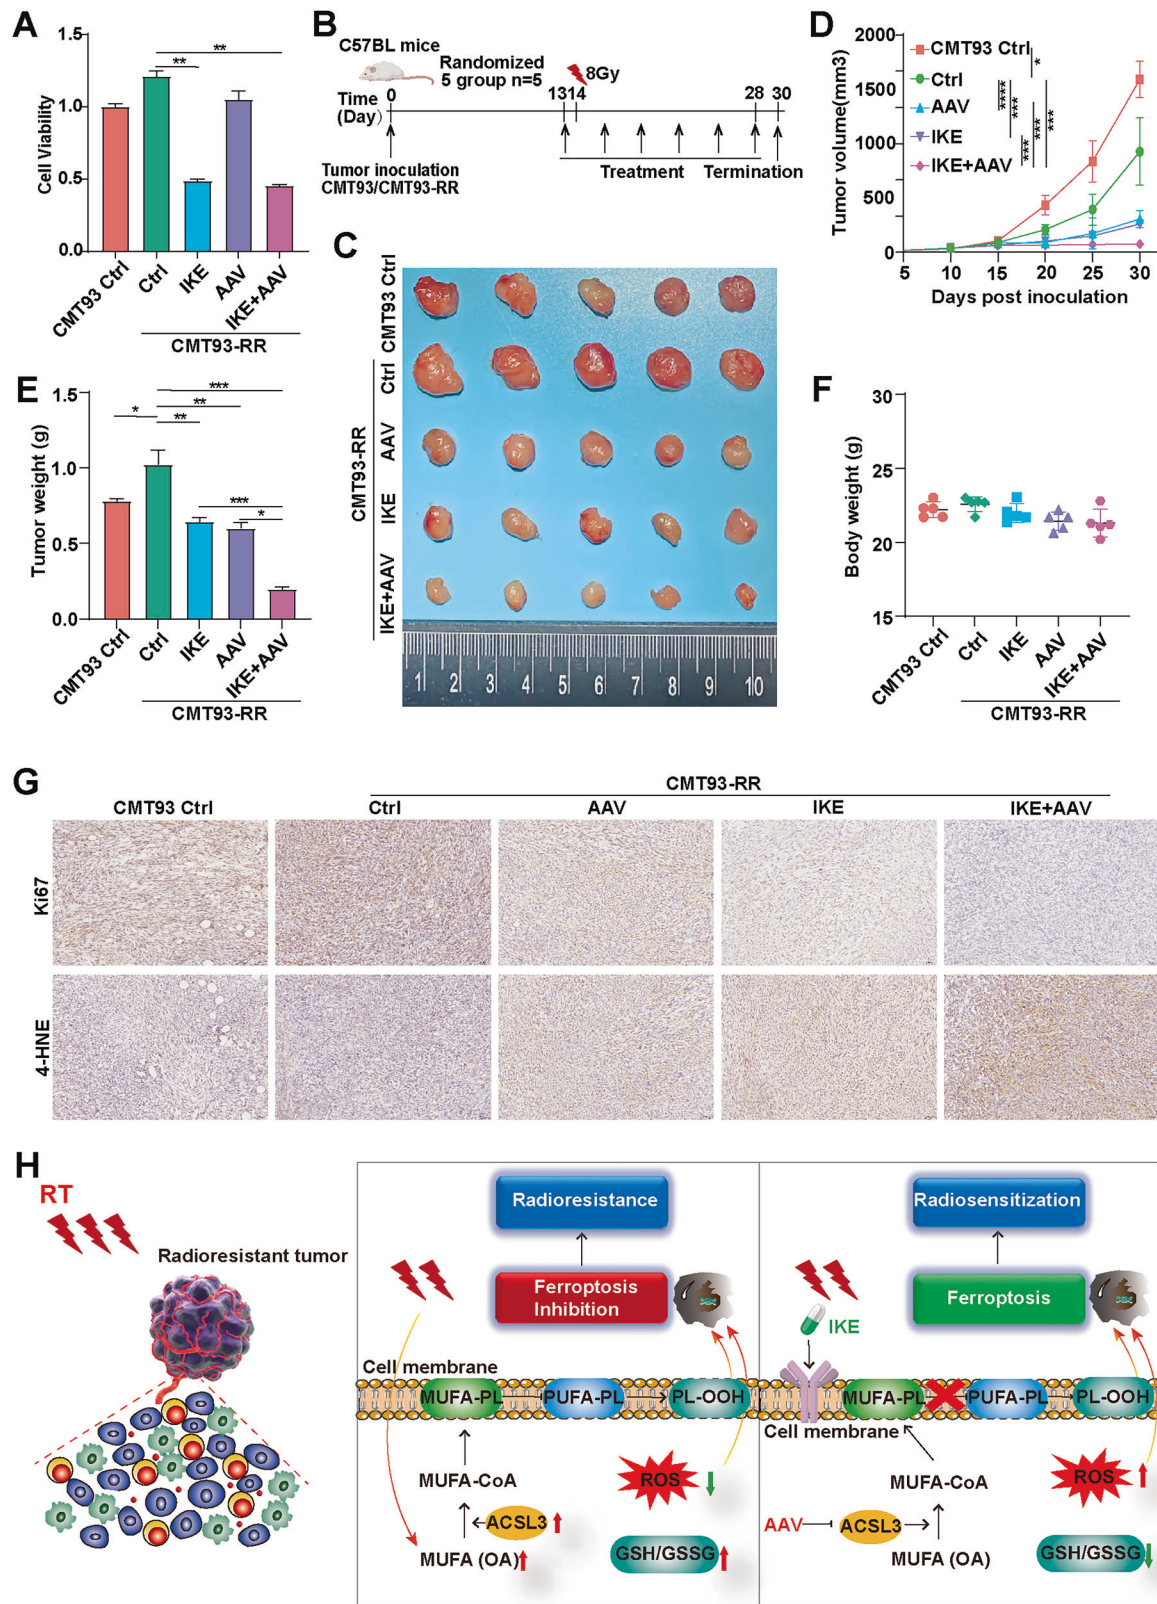 A
1.5
1.0
0.5
0.0
Cell Viability
**
**
CMT93 Ctrl
Ctrl
IKE
AAV
IKE+AAV
CMT93-RR
B
C57BL mice
Randomized
5 group n=5
8Gy
Time
(Day)
0
1314
28
30
Tumor inoculation
CMT93/CMT93-RR
Treatment
Termination
C
CMT93 Ctrl
Ctrl
AAV
IKE
IKE+AAV
CMT93-RR
1 2 3 4 5 6 7 8 9 10
D
2000
1500
1000
500
0
Tumor volume(mm3)
CMT93 Ctrl
Ctrl
AAV
IKE
IKE+AAV
*
****
***
***
***
***
5 10 15 20 25 30
Days post inoculation
E
1.5
1.0
0.5
0.0
Tumor weight (g)
***
**
*
**
***
*
CMT93 Ctrl
Ctrl
IKE
AAV
IKE+AAV
CMT93-RR
F
30
25
20
15
Body weight (g)
CMT93 Ctrl
Ctrl
IKE
AAV
IKE+AAV
CMT93-RR
G
CMT93-RR
CMT93 Ctrl
Ctrl
AAV
IKE
IKE+AAV
Ki67
4-HNE
H
RT
Radioresistant tumor
Radioresistance
Ferroptosis
Inhibition
Cell membrane
MUFA-PL
PUFA-PL
PL-OOH
MUFA-CoA
ACSL3
MUFA (OA)
ROS
GSH/GSSG
Radiosensitization
Ferroptosis
IKE
MUFA-PL
PUFA-PL
PL-OOH
Cell membrane
MUFA-CoA
AAV
ACSL3
MUFA (OA)
ROS
GSH/GSSG